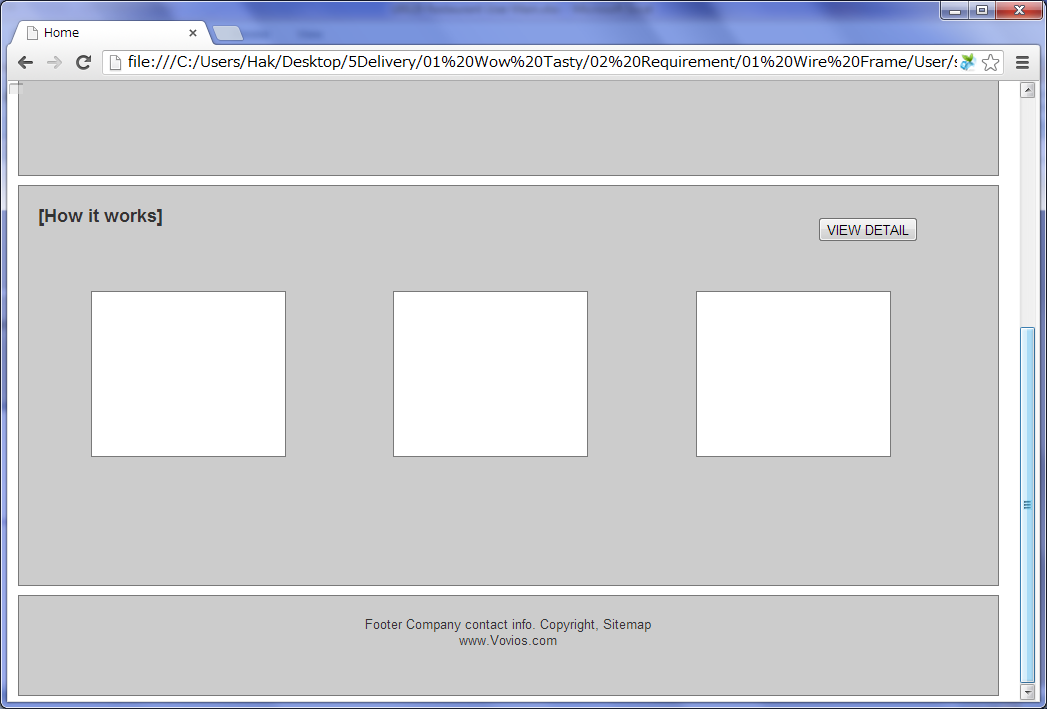 Home
file:///C:/Users/Hak/Desktop/5Delivery/01%20Wow%20Tasty/02%20Requirement/01%20Wire%20Frame/User/s
[How it works]
VIEW DETAIL
Footer Company contact info. Copyright, Sitemap
www.Vovios.com